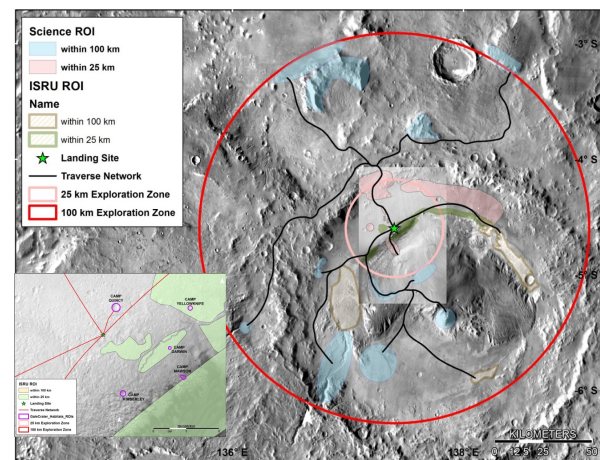 Science ROI
within 100 km
within 25 km
ISRU ROI
Name
within 100 km
within 25 km
Landing Site
Traverse Network
25 km Exploration Zone
100 km Exploration Zone
-3° S
-4° S
-5° S
-6° S
136° E
138° E
KILOMETERS
0 12.5 25 50
CAMP
QUINCY
CAMP
YELLOWKNIFE
CAMP
DARWIN
CAMP
KIMBERLEY
ISRU ROI
within 100 km
within 25 km
Landing Site
Traverse Network
GaleCrater_Habitats_ROIs
25 km Exploration Zone
100 km Exploration Zone